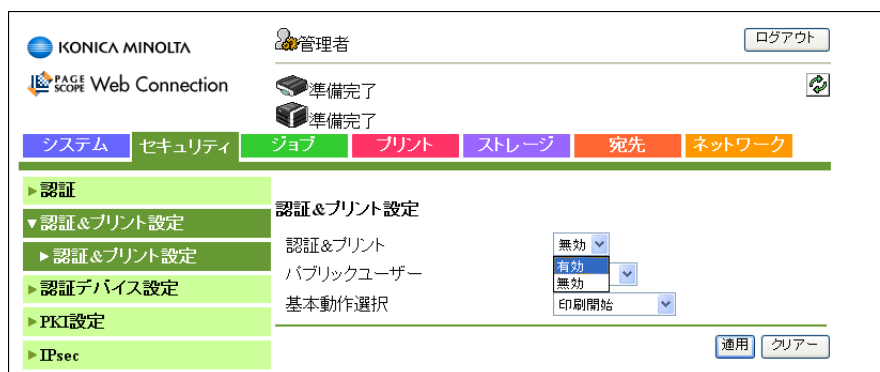 KONICA MINOLTA
管理者
ログアウト
PAGE SCOPE Web Connection
準備完了
準備完了
システム セキュリティ ジョブ プリント ストレージ 宛先 ネットワーク
▶認証
▼認証&プリント設定
▶認証&プリント設定
▶認証デバイス設定
▶PKI設定
▶IPsec
認証&プリント設定
認証&プリント 無効
有効
無効
パブリックユーザー
基本動作選択 印刷開始
適用 クリアー